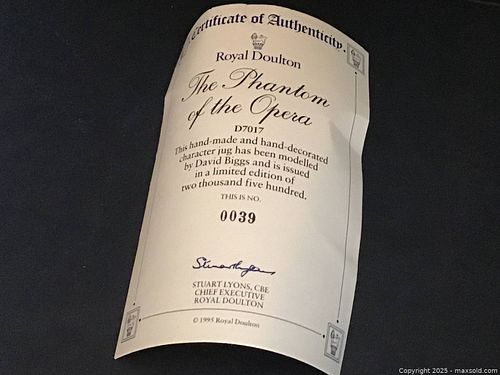 Certificate of Authenticity
Royal Doulton
The Phantom
of the Opera
D7017
This hand-made and hand-decorated
character jug has been modelled
by David Biggs and is issued
in a limited edition of
two thousand five hundred.
THIS IS NO.
0039
Stuart Lyons
STUART LYONS, CBE
CHIEF EXECUTIVE
ROYAL DOULTON
© 1995 Royal Doulton
Copyright 2025 - maxsold.com